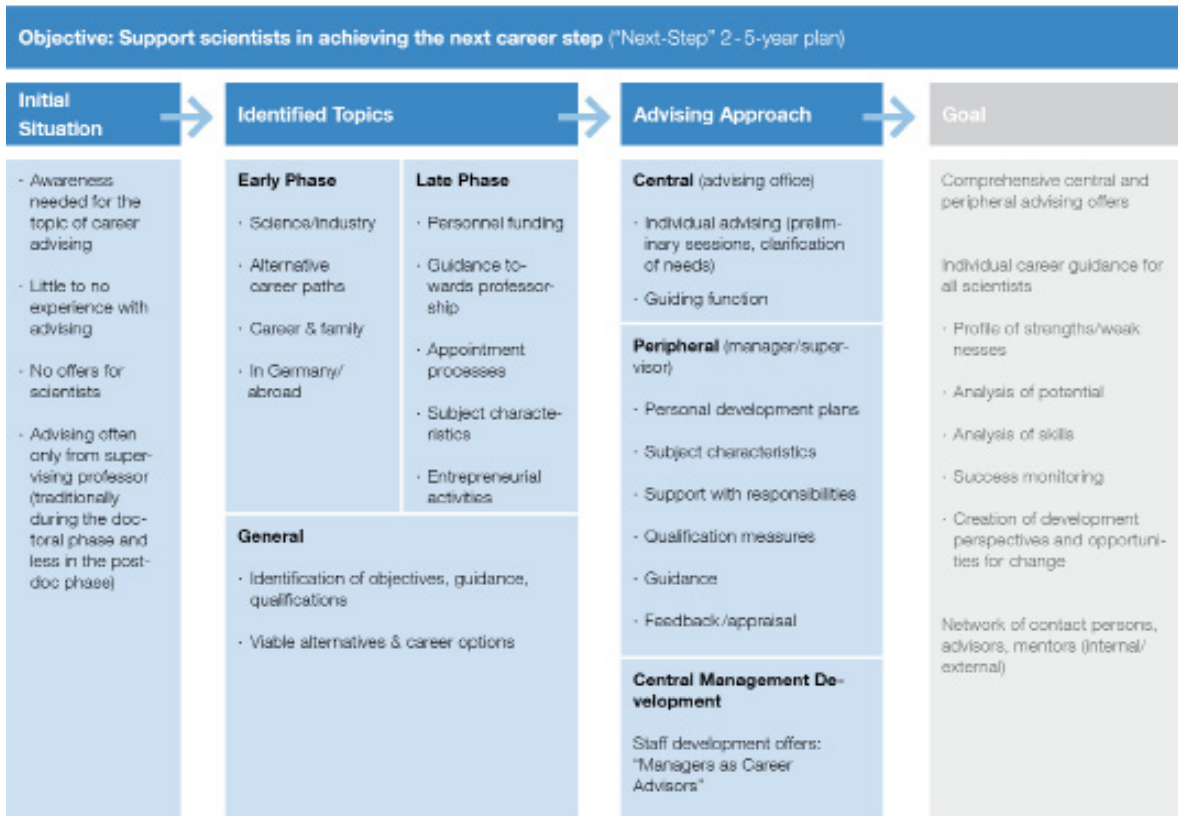 Objective: Support scientists in achieving the next career step ("Next-Step" 2-5-year plan)
Initial
Situation
- Awareness
needed for the
topic of career
advising
- Little to no
experience with
advising
- No offers for
scientists
- Advising often
only from super-
vising professor
(traditionally
during the doc-
toral phase and
less in the post-
doc phase)
Identified Topics
Early Phase
· Science/industry
· Alternative
career paths
· Career & family
· In Germany/
abroad
Late Phase
· Personnel funding
· Guidance to-
wards professor-
ship
· Appointment
processes
· Subject characte-
ristics
· Entrepreneurial
activities
General
· Identification of objectives, guidance,
qualifications
· Viable alternatives & career options
Advising Approach
Central (advising office)
· Individual advising (prelim-
inary sessions, clarification
of needs)
· Guiding function
Peripheral (manager/super-
visor)
· Personal development plans
· Subject characteristics
· Support with responsibilities
· Qualification measures
· Guidance
· Feedback/appraisal
Central Management De-
velopment
Staff development offers:
"Managers as Career
Advisors"
Goal
Comprehensive central and
peripheral advising offers
Individual career guidance for
all scientists
· Profile of strengths/weak
nesses
· Analysis of potential
· Analysis of skills
· Success monitoring
· Creation of development
perspectives and opportuni-
ties for change
Network of contact persons,
advisors, mentors (internal/
external)